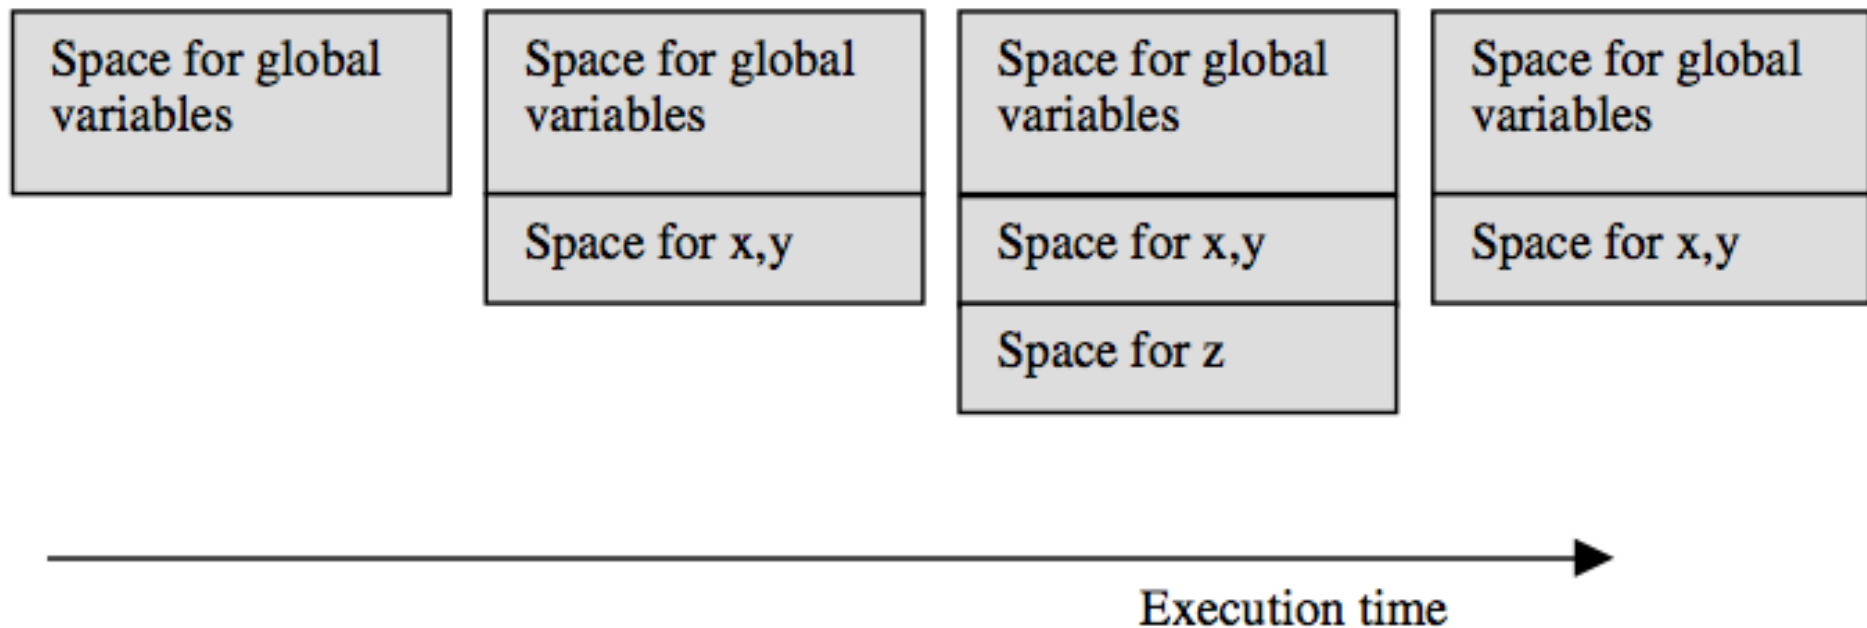 Space for global
variables
Space for global
variables
Space for x,y
Space for global
variables
Space for x,y
Space for z
Space for global
variables
Space for x,y
Execution time